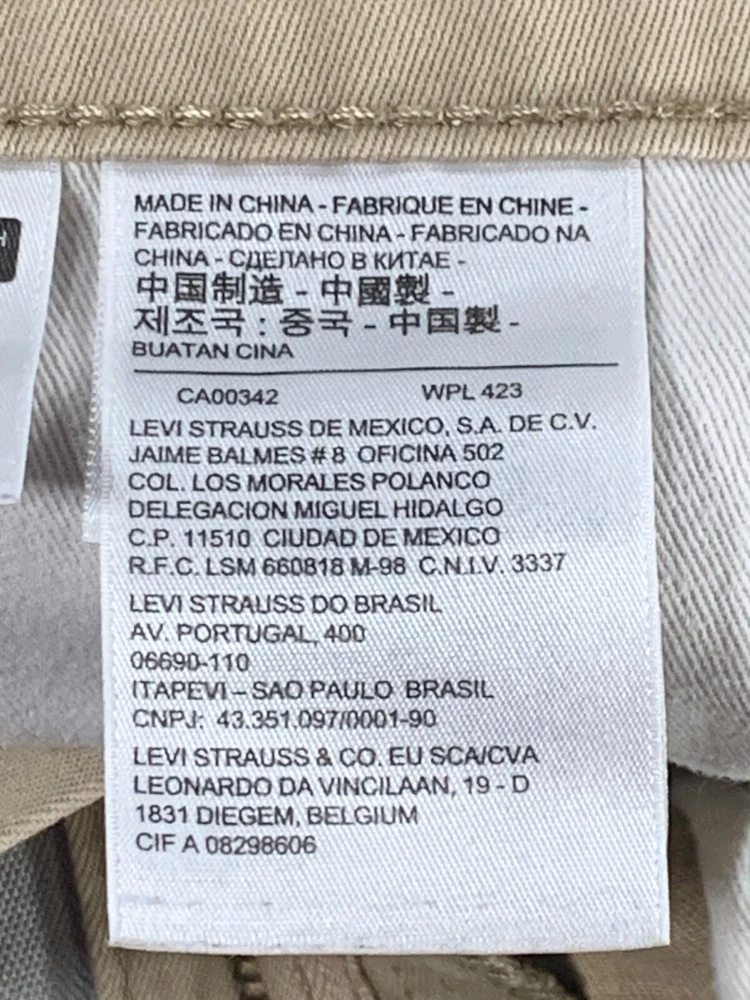 MADE IN CHINA - FABRIQUE EN CHINE -
FABRICADO EN CHINA - FABRICADO NA
CHINA - СДЕЛАНО В КИТАЕ -
中国制造 - 中國製 -
제조국 : 중국 - 中国製 -
BUATAN CINA
CA00342 WPL 423
LEVI STRAUSS DE MEXICO, S.A. DE C.V.
JAIME BALMES # 8 OFICINA 502
COL. LOS MORALES POLANCO
DELEGACION MIGUEL HIDALGO
C.P. 11510 CIUDAD DE MEXICO
R.F.C. LSM 660818 M-98 C.N.I.V. 3337
LEVI STRAUSS DO BRASIL
AV. PORTUGAL, 400
06690-110
ITAPEVI – SAO PAULO BRASIL
CNPJ: 43.351.097/0001-90
LEVI STRAUSS & CO. EU SCA/CVA
LEONARDO DA VINCILAAN, 19 - D
1831 DIEGEM, BELGIUM
CIF A 08298606